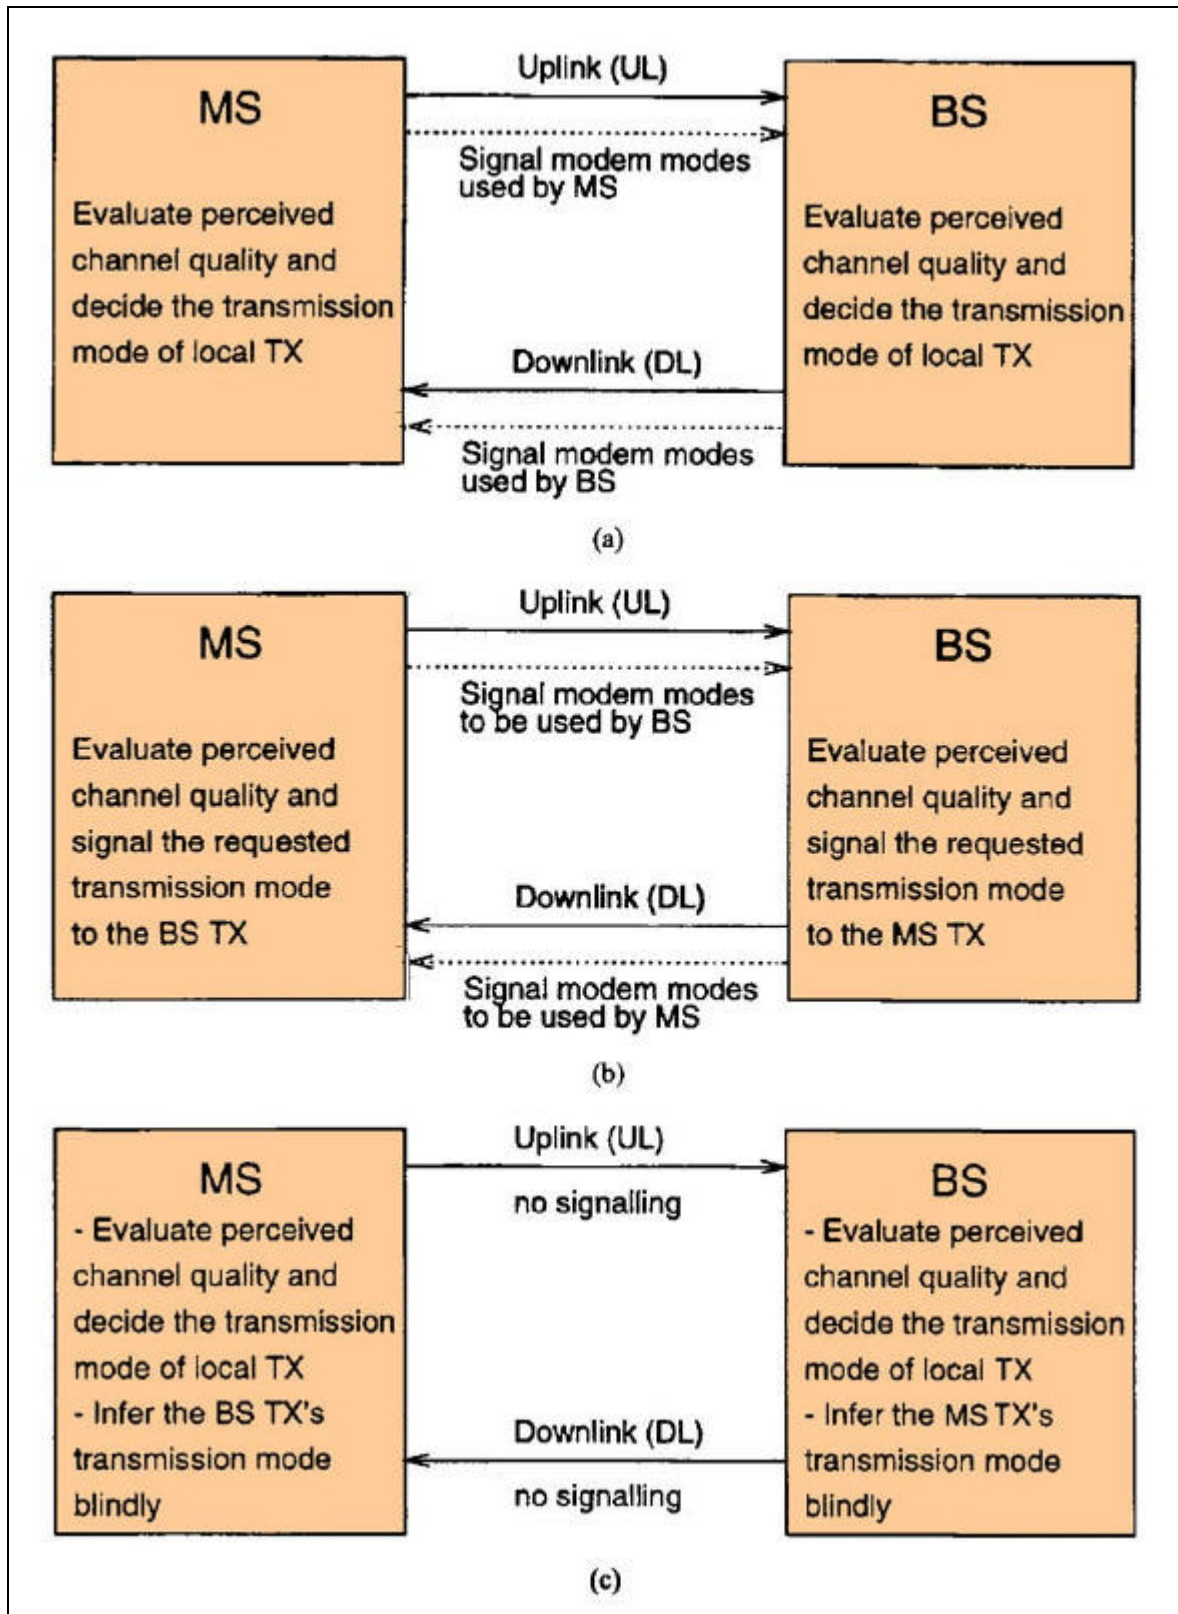 Uplink (UL)
MS
BS
Signal modem modes
used by MS
Evaluate perceived
channel quality and
decide the transmission
mode of local TX
Evaluate perceived
channel quality and
decide the transmission
mode of local TX
Downlink (DL)
Signal modem modes
used by BS
(a)
Uplink (UL)
MS
BS
Signal modem modes
to be used by BS
Evaluate perceived
channel quality and
signal the requested
transmission mode
to the BS TX
Evaluate perceived
channel quality and
signal the requested
transmission mode
to the MS TX
Downlink (DL)
Signal modem modes
to be used by MS
(b)
Uplink (UL)
no signalling
MS
- Evaluate perceived
channel quality and
decide the transmission
mode of local TX
- Infer the BS TX's
transmission mode
blindly
BS
- Evaluate perceived
channel quality and
decide the transmission
mode of local TX
- Infer the MS TX's
transmission mode
blindly
Downlink (DL)
no signalling
(c)